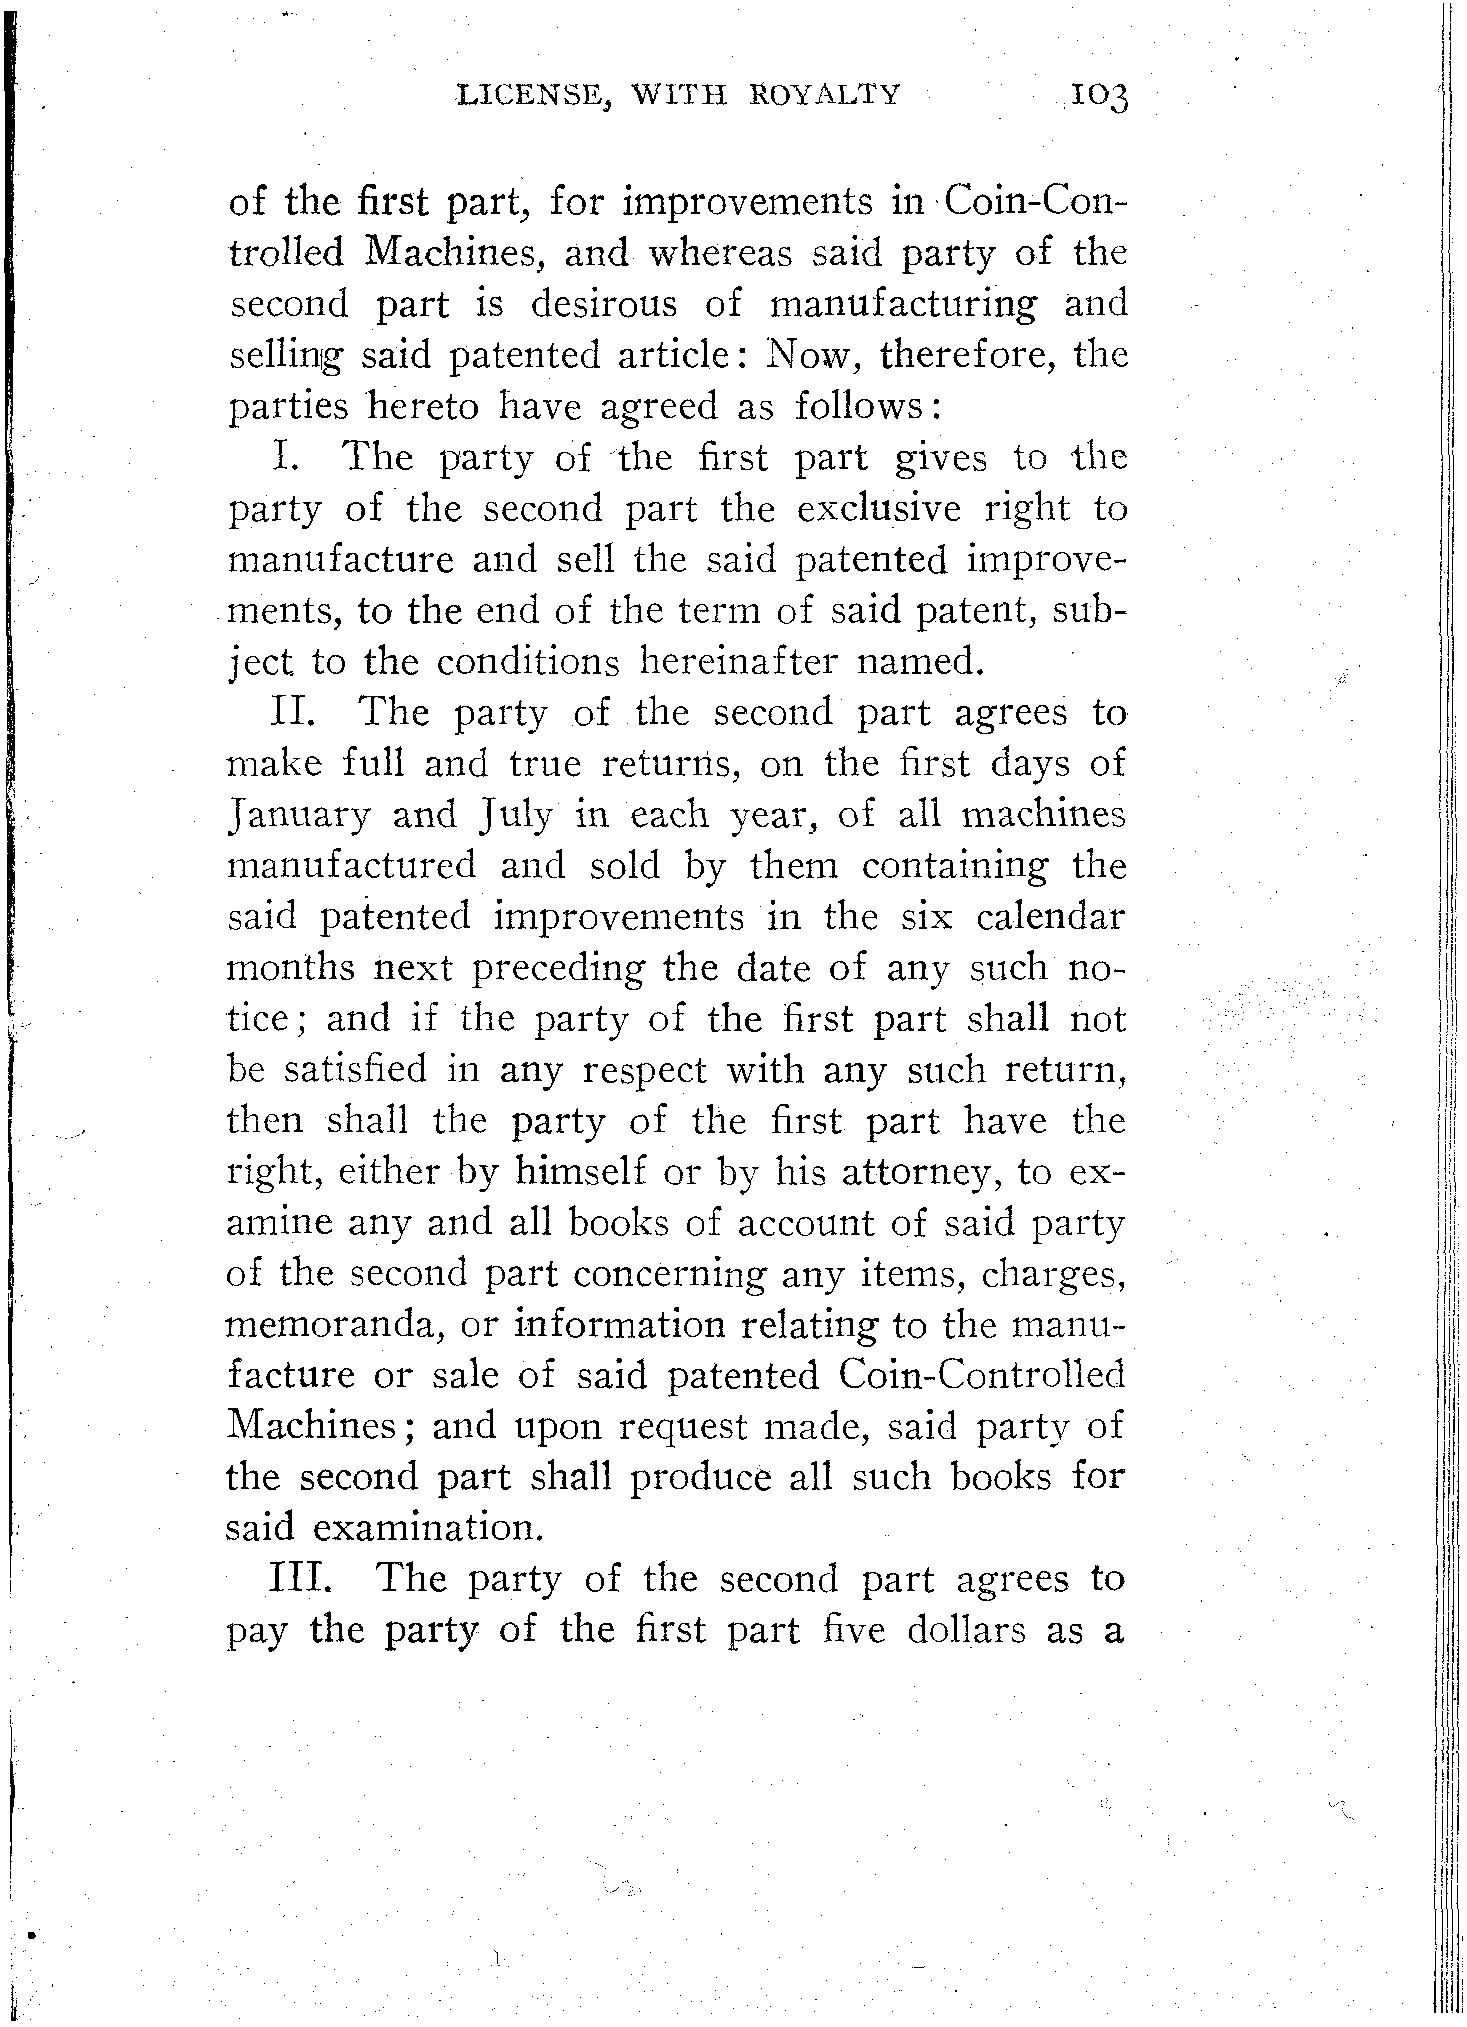 LICENSE, WITH ROYALTY 103
of the first part, for improvements in Coin-Con-
trolled Machines, and whereas said party of the
second part is desirous of manufacturing and
selling said patented article: Now, therefore, the
parties hereto have agreed as follows:
I. The party of the first part gives to the
party of the second part the exclusive right to
manufacture and sell the said patented improve-
ments, to the end of the term of said patent, sub-
ject to the conditions hereinafter named.
II. The party of the second part agrees to
make full and true returns, on the first days of
January and July in each year, of all machines
manufactured and sold by them containing the
said patented improvements in the six calendar
months next preceding the date of any such no-
tice; and if the party of the first part shall not
be satisfied in any respect with any such return,
then shall the party of the first part have the
right, either by himself or by his attorney, to ex-
amine any and all books of account of said party
of the second part concerning any items, charges,
memoranda, or information relating to the manu-
facture or sale of said patented Coin-Controlled
Machines; and upon request made, said party of
the second part shall produce all such books for
said examination.
III. The party of the second part agrees to
pay the party of the first part five dollars as a